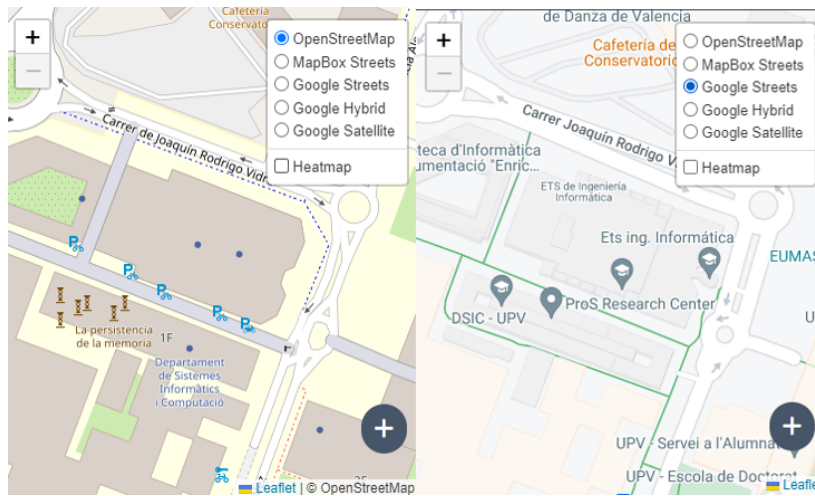 Cafetería
Conservatori
+
−
OpenStreetMap
MapBox Streets
Google Streets
Google Hybrid
Google Satellite
Heatmap
Carrer de Joaquín Rodrigo Vidr
La persistencia
de la memoria
1F
Departament
de Sistemes
Informàtics
i Computació
+
Leaflet | © OpenStreetMap
de Danza de Valencia
Cafetería de
Conservatorio
+
−
OpenStreetMap
MapBox Streets
Google Streets
Google Hybrid
Google Satellite
Heatmap
Carrer Joaquín Rodrigo Vi
teca d'Informàtica
umentació "Enric...
ETS de Ingeniería
Informática
Ets ing. Informática
EUMAS
ProS Research Center
DSIC - UPV
U
+
UPV - Servei a l'Alumnat
UPV - Escola de Doctorat
Leafle